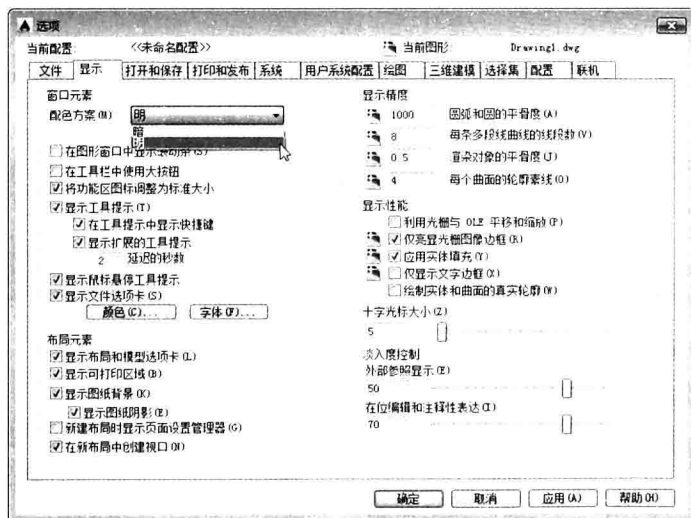 选项
当前配置: <<未命名配置>> 当前图形: Drawing1.dwg
文件 显示 打开和保存 打印和发布 系统 用户系统配置 绘图 三维建模 选择集 配置 联机
窗口元素
配色方案(M) 明
暗
明
在图形窗口中显示滚动条(S)
在工具栏中使用大按钮
将功能区图标调整为标准大小
显示工具提示(T)
在工具提示中显示快捷键
显示扩展的工具提示
2 延迟的秒数
显示鼠标悬停工具提示
显示文件选项卡(S)
颜色(C)... 字体(F)...
布局元素
显示布局和模型选项卡(L)
显示可打印区域(B)
显示图纸背景(K)
显示图纸阴影(E)
新建布局时显示页面设置管理器(G)
在新布局中创建视口(N)
显示精度
1000 圆弧和圆的平滑度(A)
8 每条多段线曲线的线段数(V)
0.5 渲染对象的平滑度(J)
4 每个曲面的轮廓素线(O)
显示性能
利用光栅与 OLE 平移和缩放(P)
仅亮显光栅图像边框(R)
应用实体填充(Y)
仅显示文字边框(X)
绘制实体和曲面的真实轮廓(W)
十字光标大小(Z)
5
淡入度控制
外部参照显示(E)
50
在位编辑和注释性表达(I)
70
确定 取消 应用(A) 帮助(H)